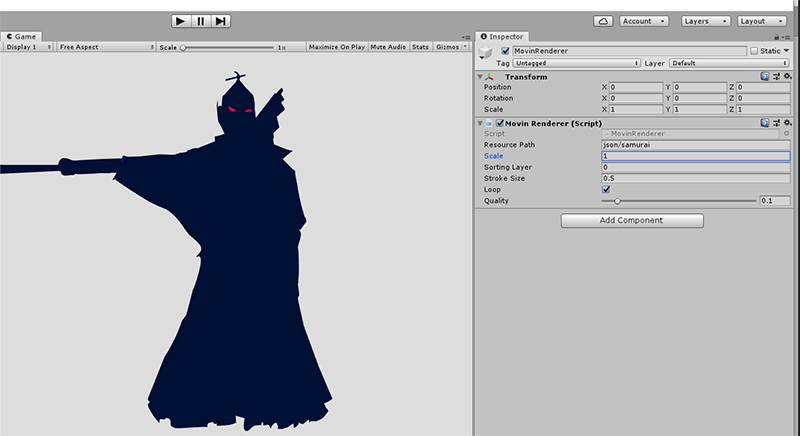 Account Layers Layout
Game
Display 1 Free Aspect Scale 1x Maximize On Play Mute Audio Stats Gizmos
Inspector
MovinRenderer Static
Tag Untagged Layer Default
Transform
Position X 0 Y 0 Z 0
Rotation X 0 Y 0 Z 0
Scale X 1 Y 1 Z 1
Movin Renderer (Script)
Script MovinRenderer
Resource Path json/samurai
Scale 1
Sorting Layer 0
Stroke Size 0.5
Loop
Quality 0.1
Add Component